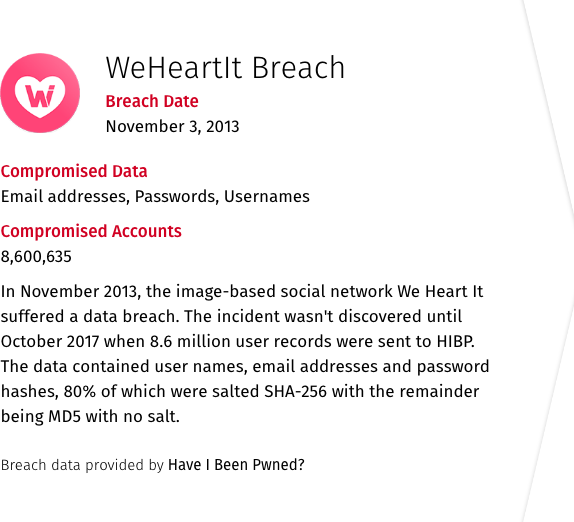 WeHeartIt Breach
Breach Date
November 3, 2013
Compromised Data
Email addresses, Passwords, Usernames
Compromised Accounts
8,600,635
In November 2013, the image-based social network We Heart It
suffered a data breach. The incident wasn't discovered until
October 2017 when 8.6 million user records were sent to HIBP.
The data contained user names, email addresses and password
hashes, 80% of which were salted SHA-256 with the remainder
being MD5 with no salt.
Breach data provided by Have I Been Pwned?